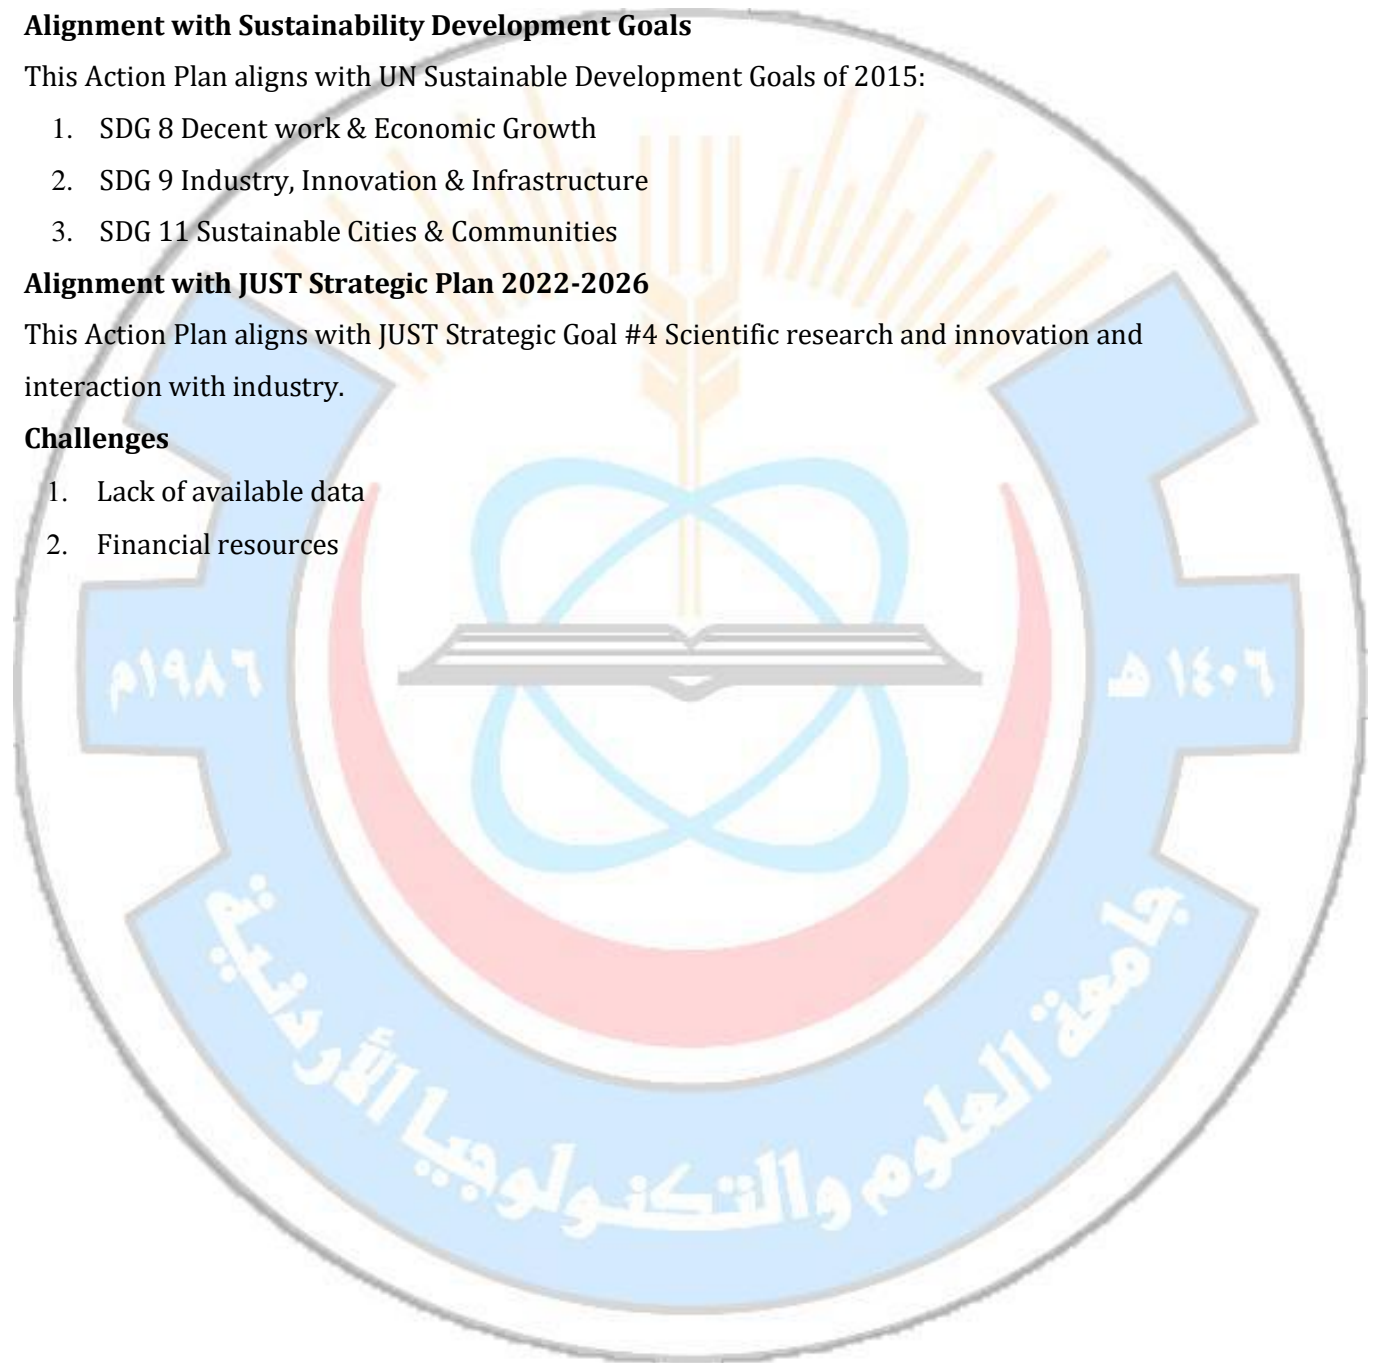 Alignment with Sustainability Development Goals
This Action Plan aligns with UN Sustainable Development Goals of 2015:
1. SDG 8 Decent work & Economic Growth
2. SDG 9 Industry, Innovation & Infrastructure
3. SDG 11 Sustainable Cities & Communities
Alignment with JUST Strategic Plan 2022-2026
This Action Plan aligns with JUST Strategic Goal #4 Scientific research and innovation and
interaction with industry.
Challenges
1. Lack of available data
2. Financial resources
١٤٠٦ هـ
١٩٨٦م
جامعة العلوم والتكنولوجيا الأردنية